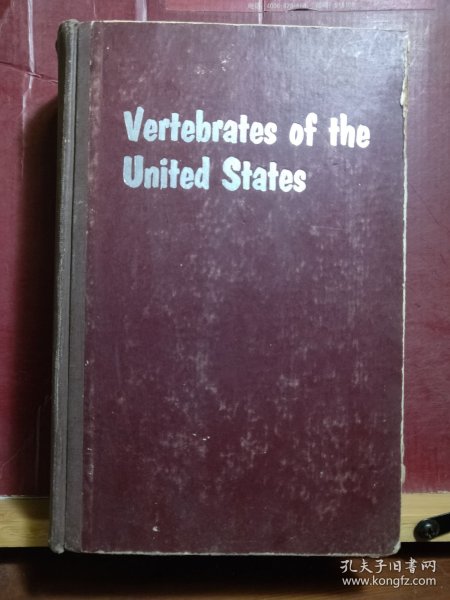 Vertebrates of the
United States
孔夫子旧书网
www.kongfz.com